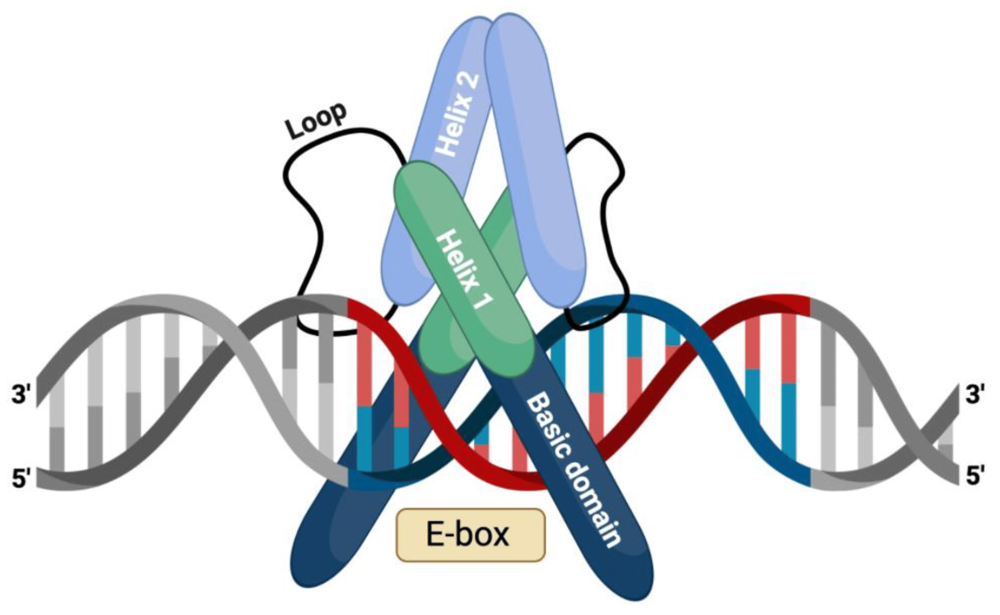 Helix 2
Loop
Helix 1
3'
3'
Basic domain
5'
5'
E-box